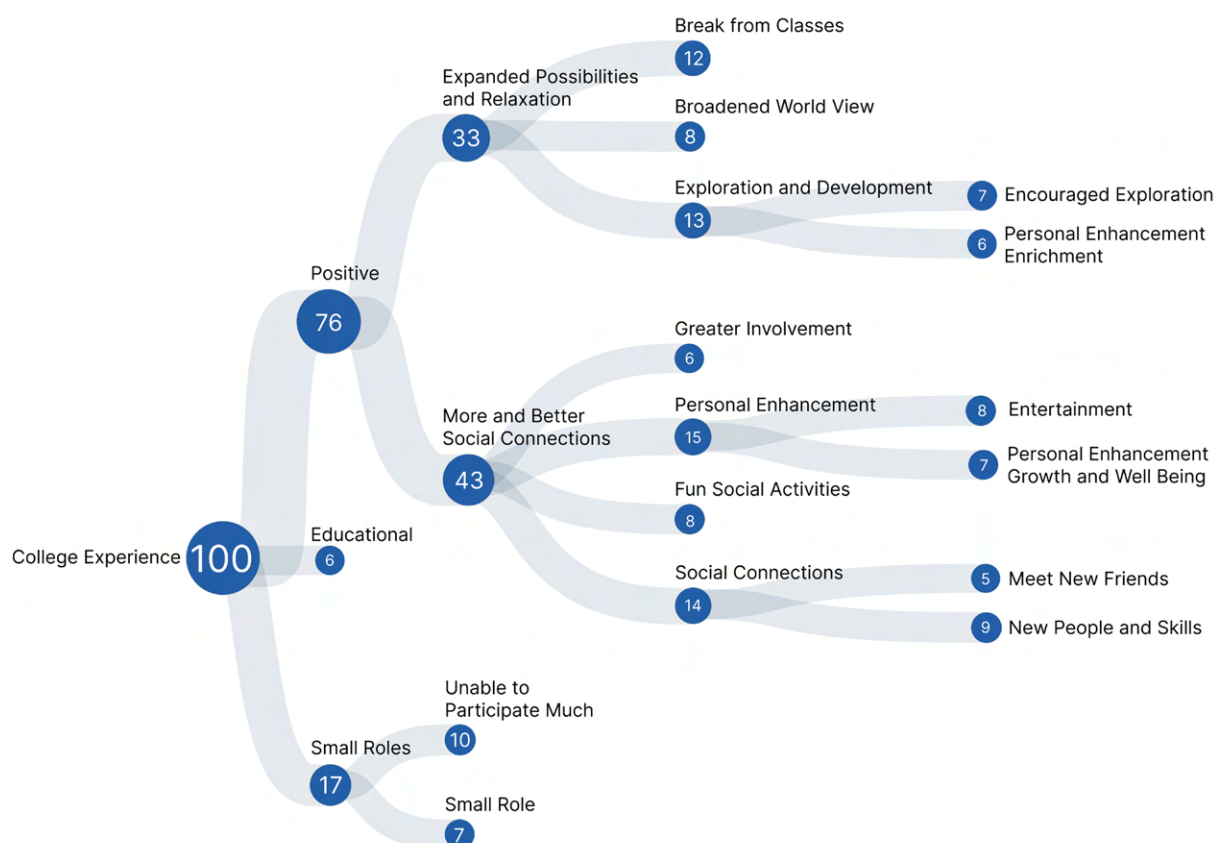 Break from Classes
12
Expanded Possibilities
and Relaxation
33
Broadened World View
8
Exploration and Development
13
7
Encouraged Exploration
6
Personal Enhancement
Enrichment
Positive
76
Greater Involvement
6
More and Better
Social Connections
43
Personal Enhancement
15
8
Entertainment
7
Personal Enhancement
Growth and Well Being
Fun Social Activities
8
Social Connections
14
5
Meet New Friends
9
New People and Skills
College Experience
100
Educational
6
Small Roles
17
Unable to
Participate Much
10
Small Role
7